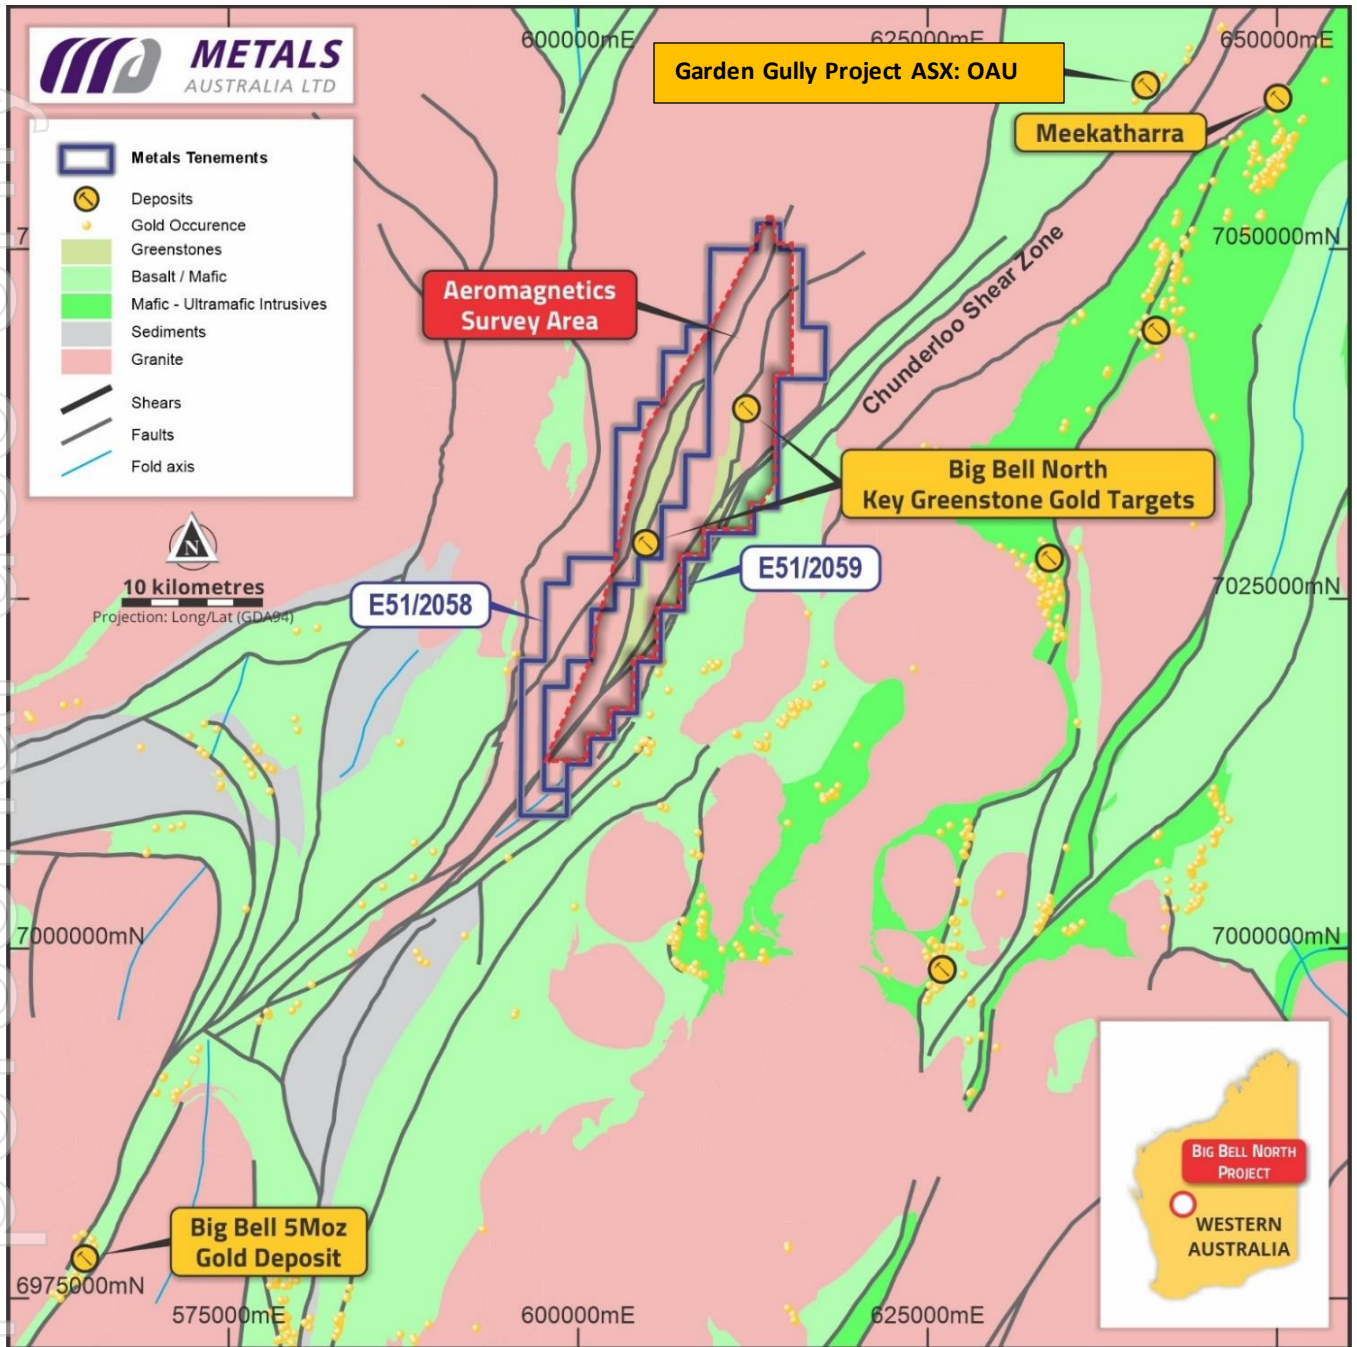 METALS
AUSTRALIA LTD
600000mE
625000mE
650000mE
Garden Gully Project ASX: OAU
Meekatharra
Metals Tenements
Deposits
Gold Occurence
Greenstones
Basalt / Mafic
Mafic - Ultramafic Intrusives
Sediments
Granite
Shears
Faults
Fold axis
7050000mN
Chunderloo Shear Zone
Aeromagnetics
Survey Area
Big Bell North
Key Greenstone Gold Targets
N
10 kilometres
Projection: Long/Lat (GDA94)
E51/2058
E51/2059
7025000mN
7000000mN
7000000mN
Big Bell 5Moz
Gold Deposit
6975000mN
575000mE
600000mE
625000mE
BIG BELL NORTH
PROJECT
WESTERN
AUSTRALIA